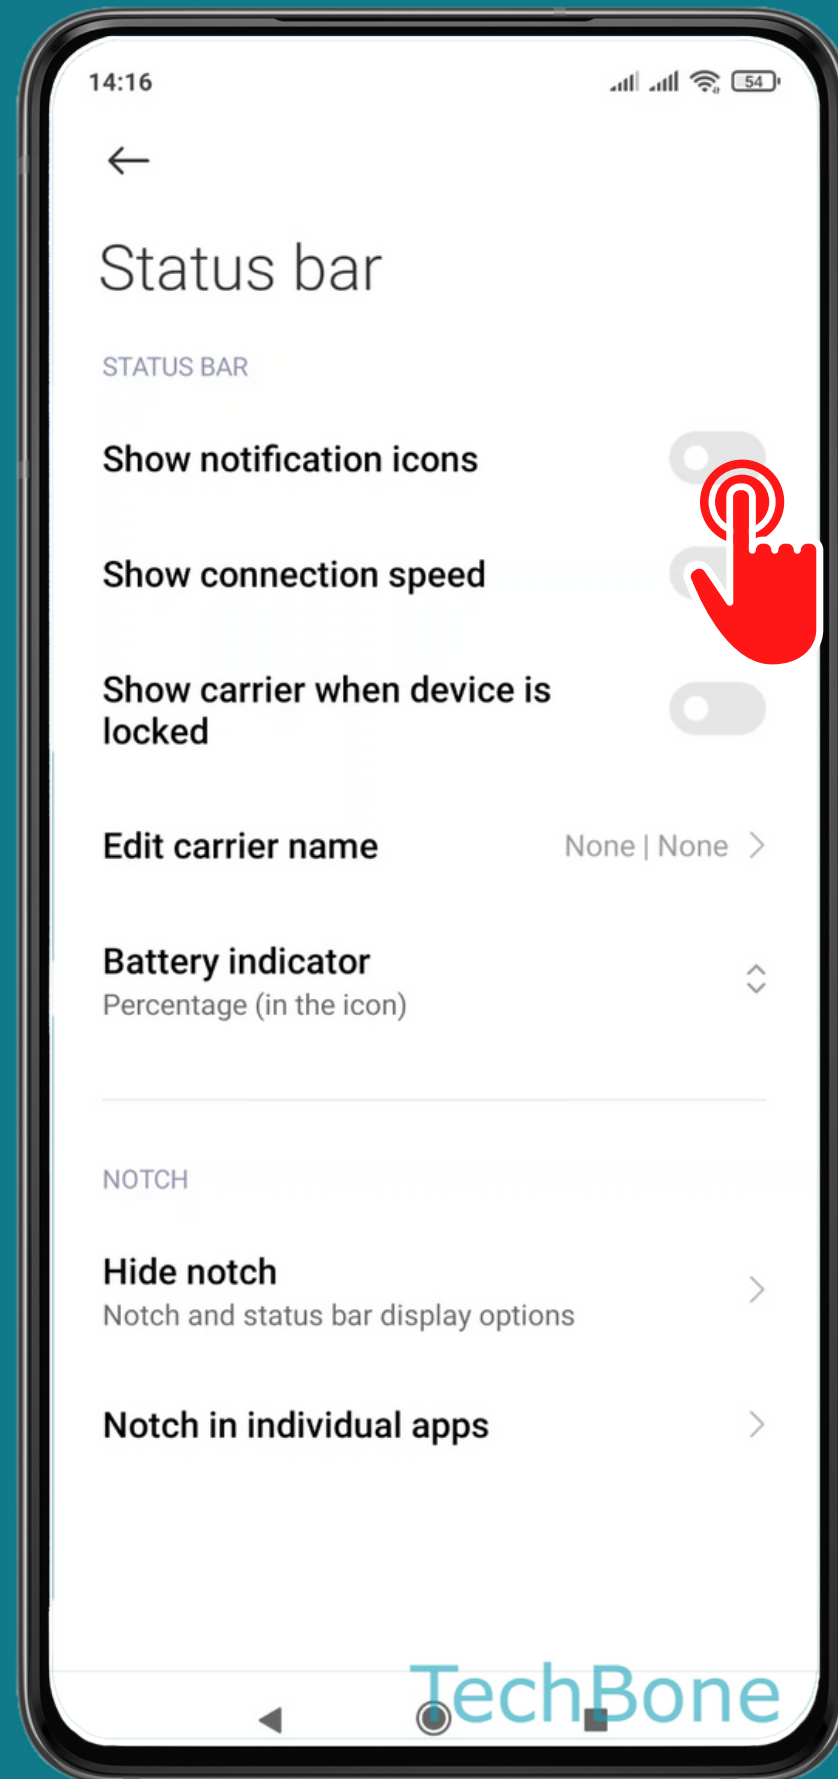 14:16
54
Status bar
STATUS BAR
Show notification icons
Show connection speed
Show carrier when device is
locked
Edit carrier name
None | None
Battery indicator
Percentage (in the icon)
NOTCH
Hide notch
Notch and status bar display options
Notch in individual apps
TechBone